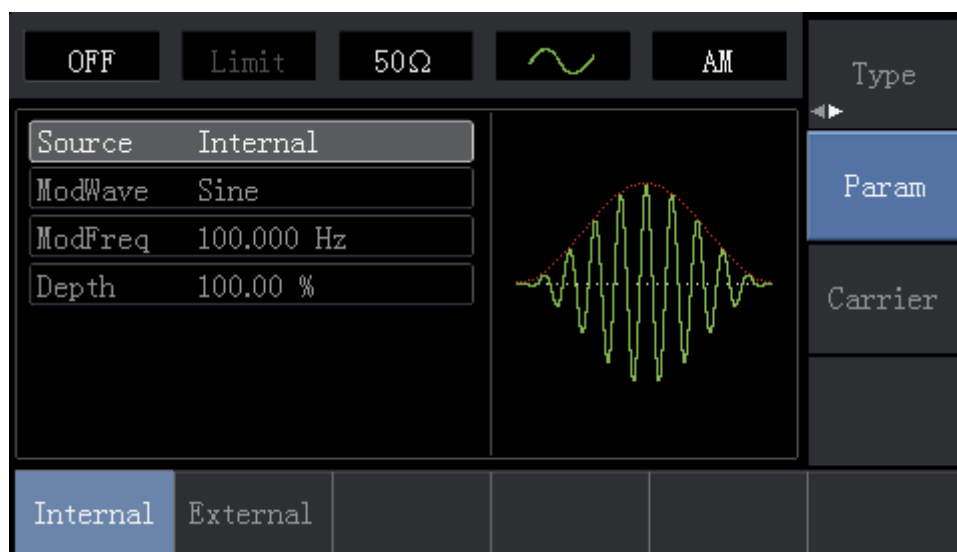 OFF Limit 50Ω AM
Type
Source Internal
ModWave Sine
Param
ModFreq 100.000 Hz
Depth 100.00 %
Carrier
Internal External